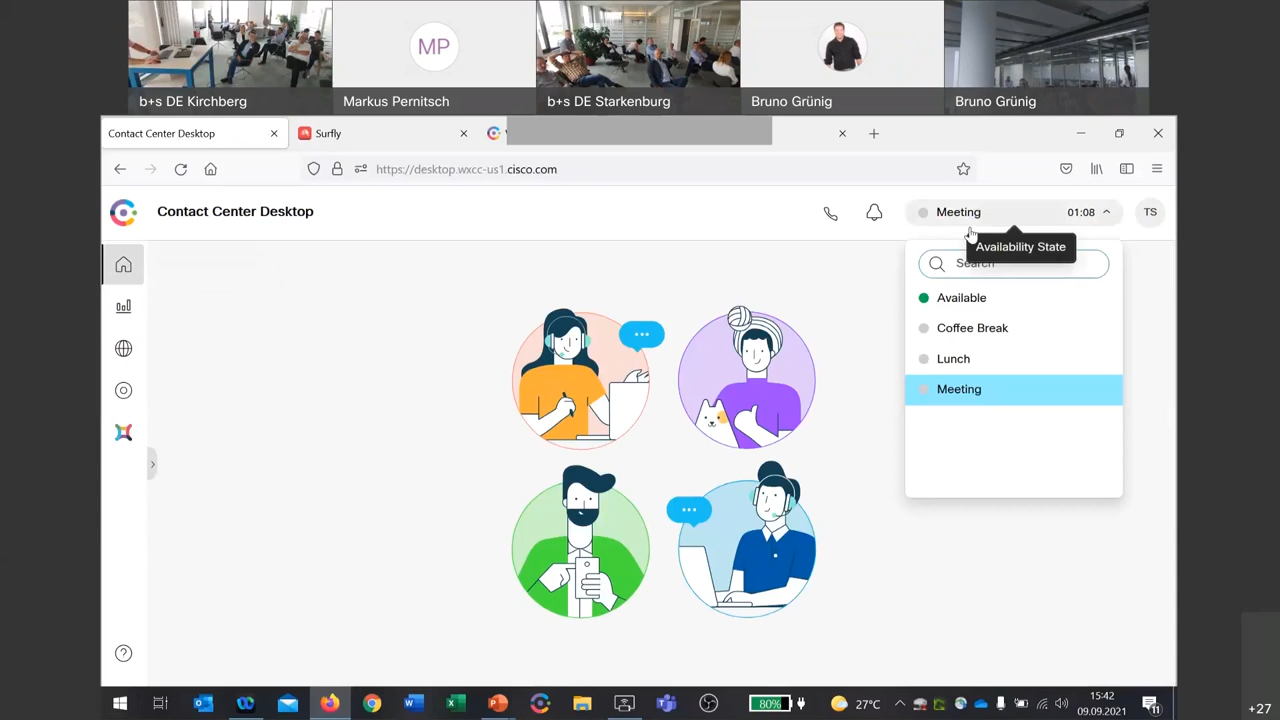 MP
b+s DE Kirchberg
Markus Pernitsch
b+s DE Starkenburg
Bruno Grünig
Bruno Grünig
Contact Center Desktop
Surfly
https://desktop.wxcc-us1.cisco.com
Contact Center Desktop
Meeting
01:08
TS
Availability State
Search
Available
Coffee Break
Lunch
Meeting
80%
27°C
15:42
09.09.2021
11
+27